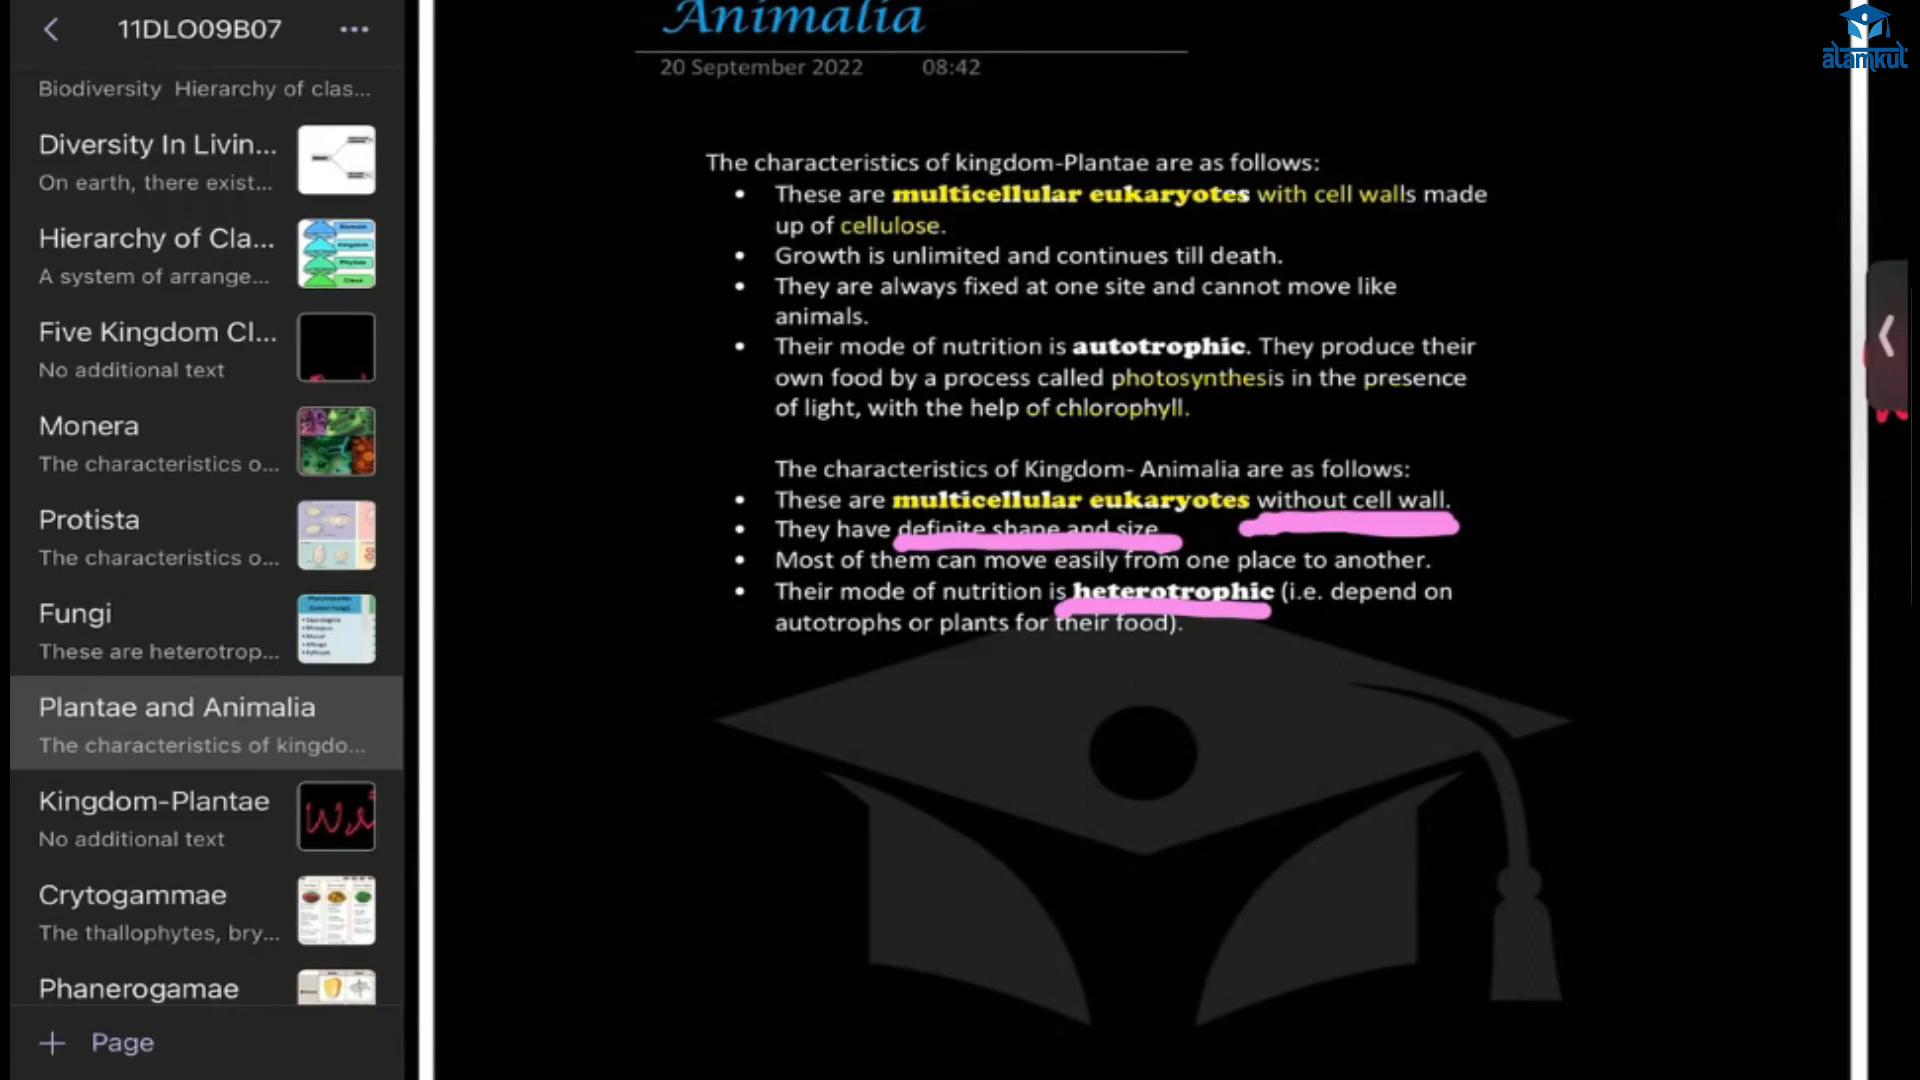 11DLO09B07
Biodiversity Hierarchy of clas...
Diversity In Livin...
On earth, there exist...
Hierarchy of Cla...
A system of arrange...
Five Kingdom Cl...
No additional text
Monera
The characteristics o...
Protista
The characteristics o...
Fungi
These are heterotrop...
Plantae and Animalia
The characteristics of kingdo...
Kingdom-Plantae
No additional text
Crytogammae
The thallophytes, bry...
Phanerogamae
+ Page
Animalia
20 September 2022 08:42
The characteristics of kingdom-Plantae are as follows:
• These are multicellular eukaryotes with cell walls made
up of cellulose.
• Growth is unlimited and continues till death.
• They are always fixed at one site and cannot move like
animals.
• Their mode of nutrition is autotrophic. They produce their
own food by a process called photosynthesis in the presence
of light, with the help of chlorophyll.
The characteristics of Kingdom- Animalia are as follows:
• These are multicellular eukaryotes without cell wall.
• They have definite shape and size
• Most of them can move easily from one place to another.
• Their mode of nutrition is heterotrophic (i.e. depend on
autotrophs or plants for their food).
alamkut